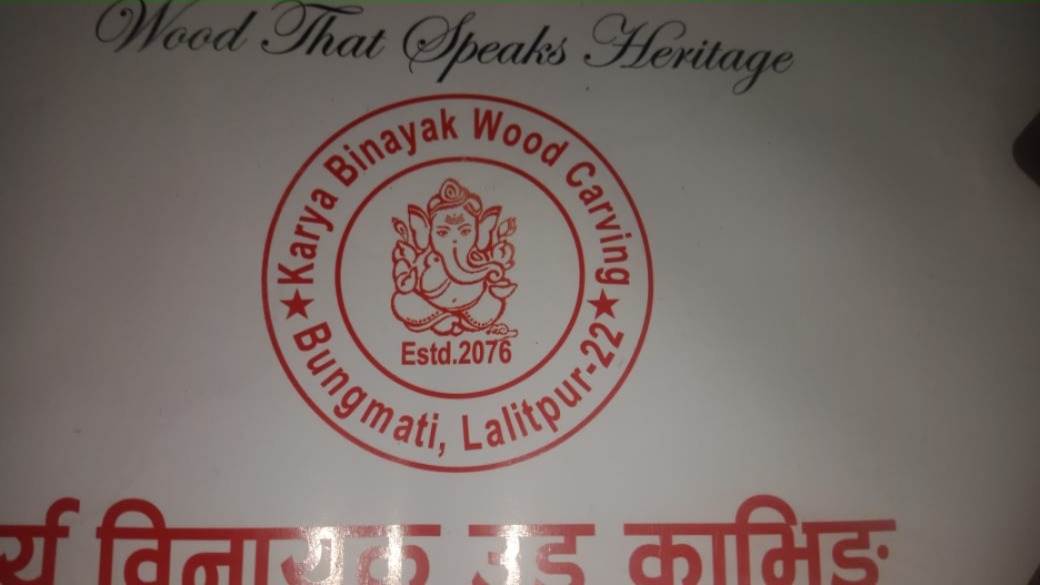 Wood That Speaks Heritage
Karya Binayak Wood Carving
Estd.2076
★ Bungmati, Lalitpur-22 ★
र्य विनायक उड कार्भिङ